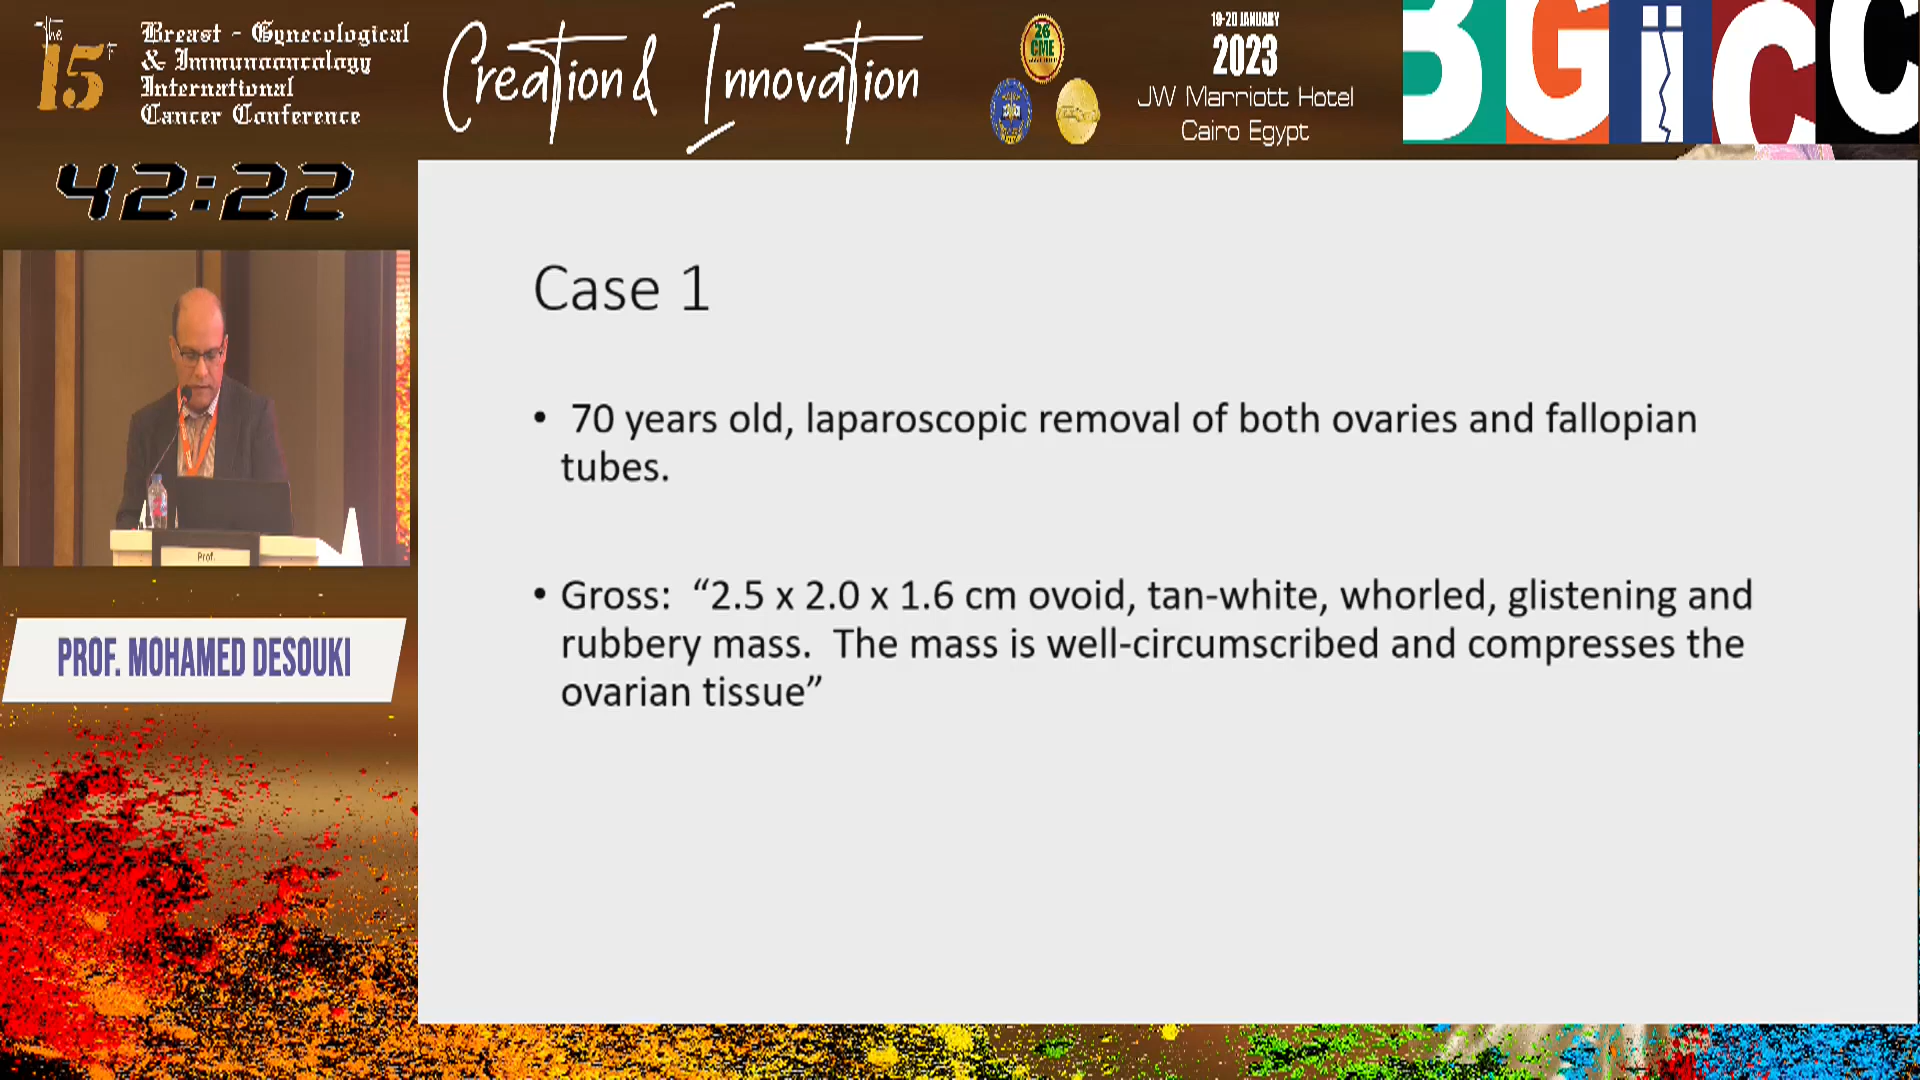 The
15th
Breast - Gynecological
& Immunooncology
International
Cancer Conference
Creation & Innovation
26
CME
19-20 JANUARY
2023
JW Marriott Hotel
Cairo Egypt
BGiCC
42:22
Prof.
PROF. MOHAMED DESOUKI
Case 1
• 70 years old, laparoscopic removal of both ovaries and fallopian
tubes.
• Gross: “2.5 x 2.0 x 1.6 cm ovoid, tan-white, whorled, glistening and
rubbery mass. The mass is well-circumscribed and compresses the
ovarian tissue”